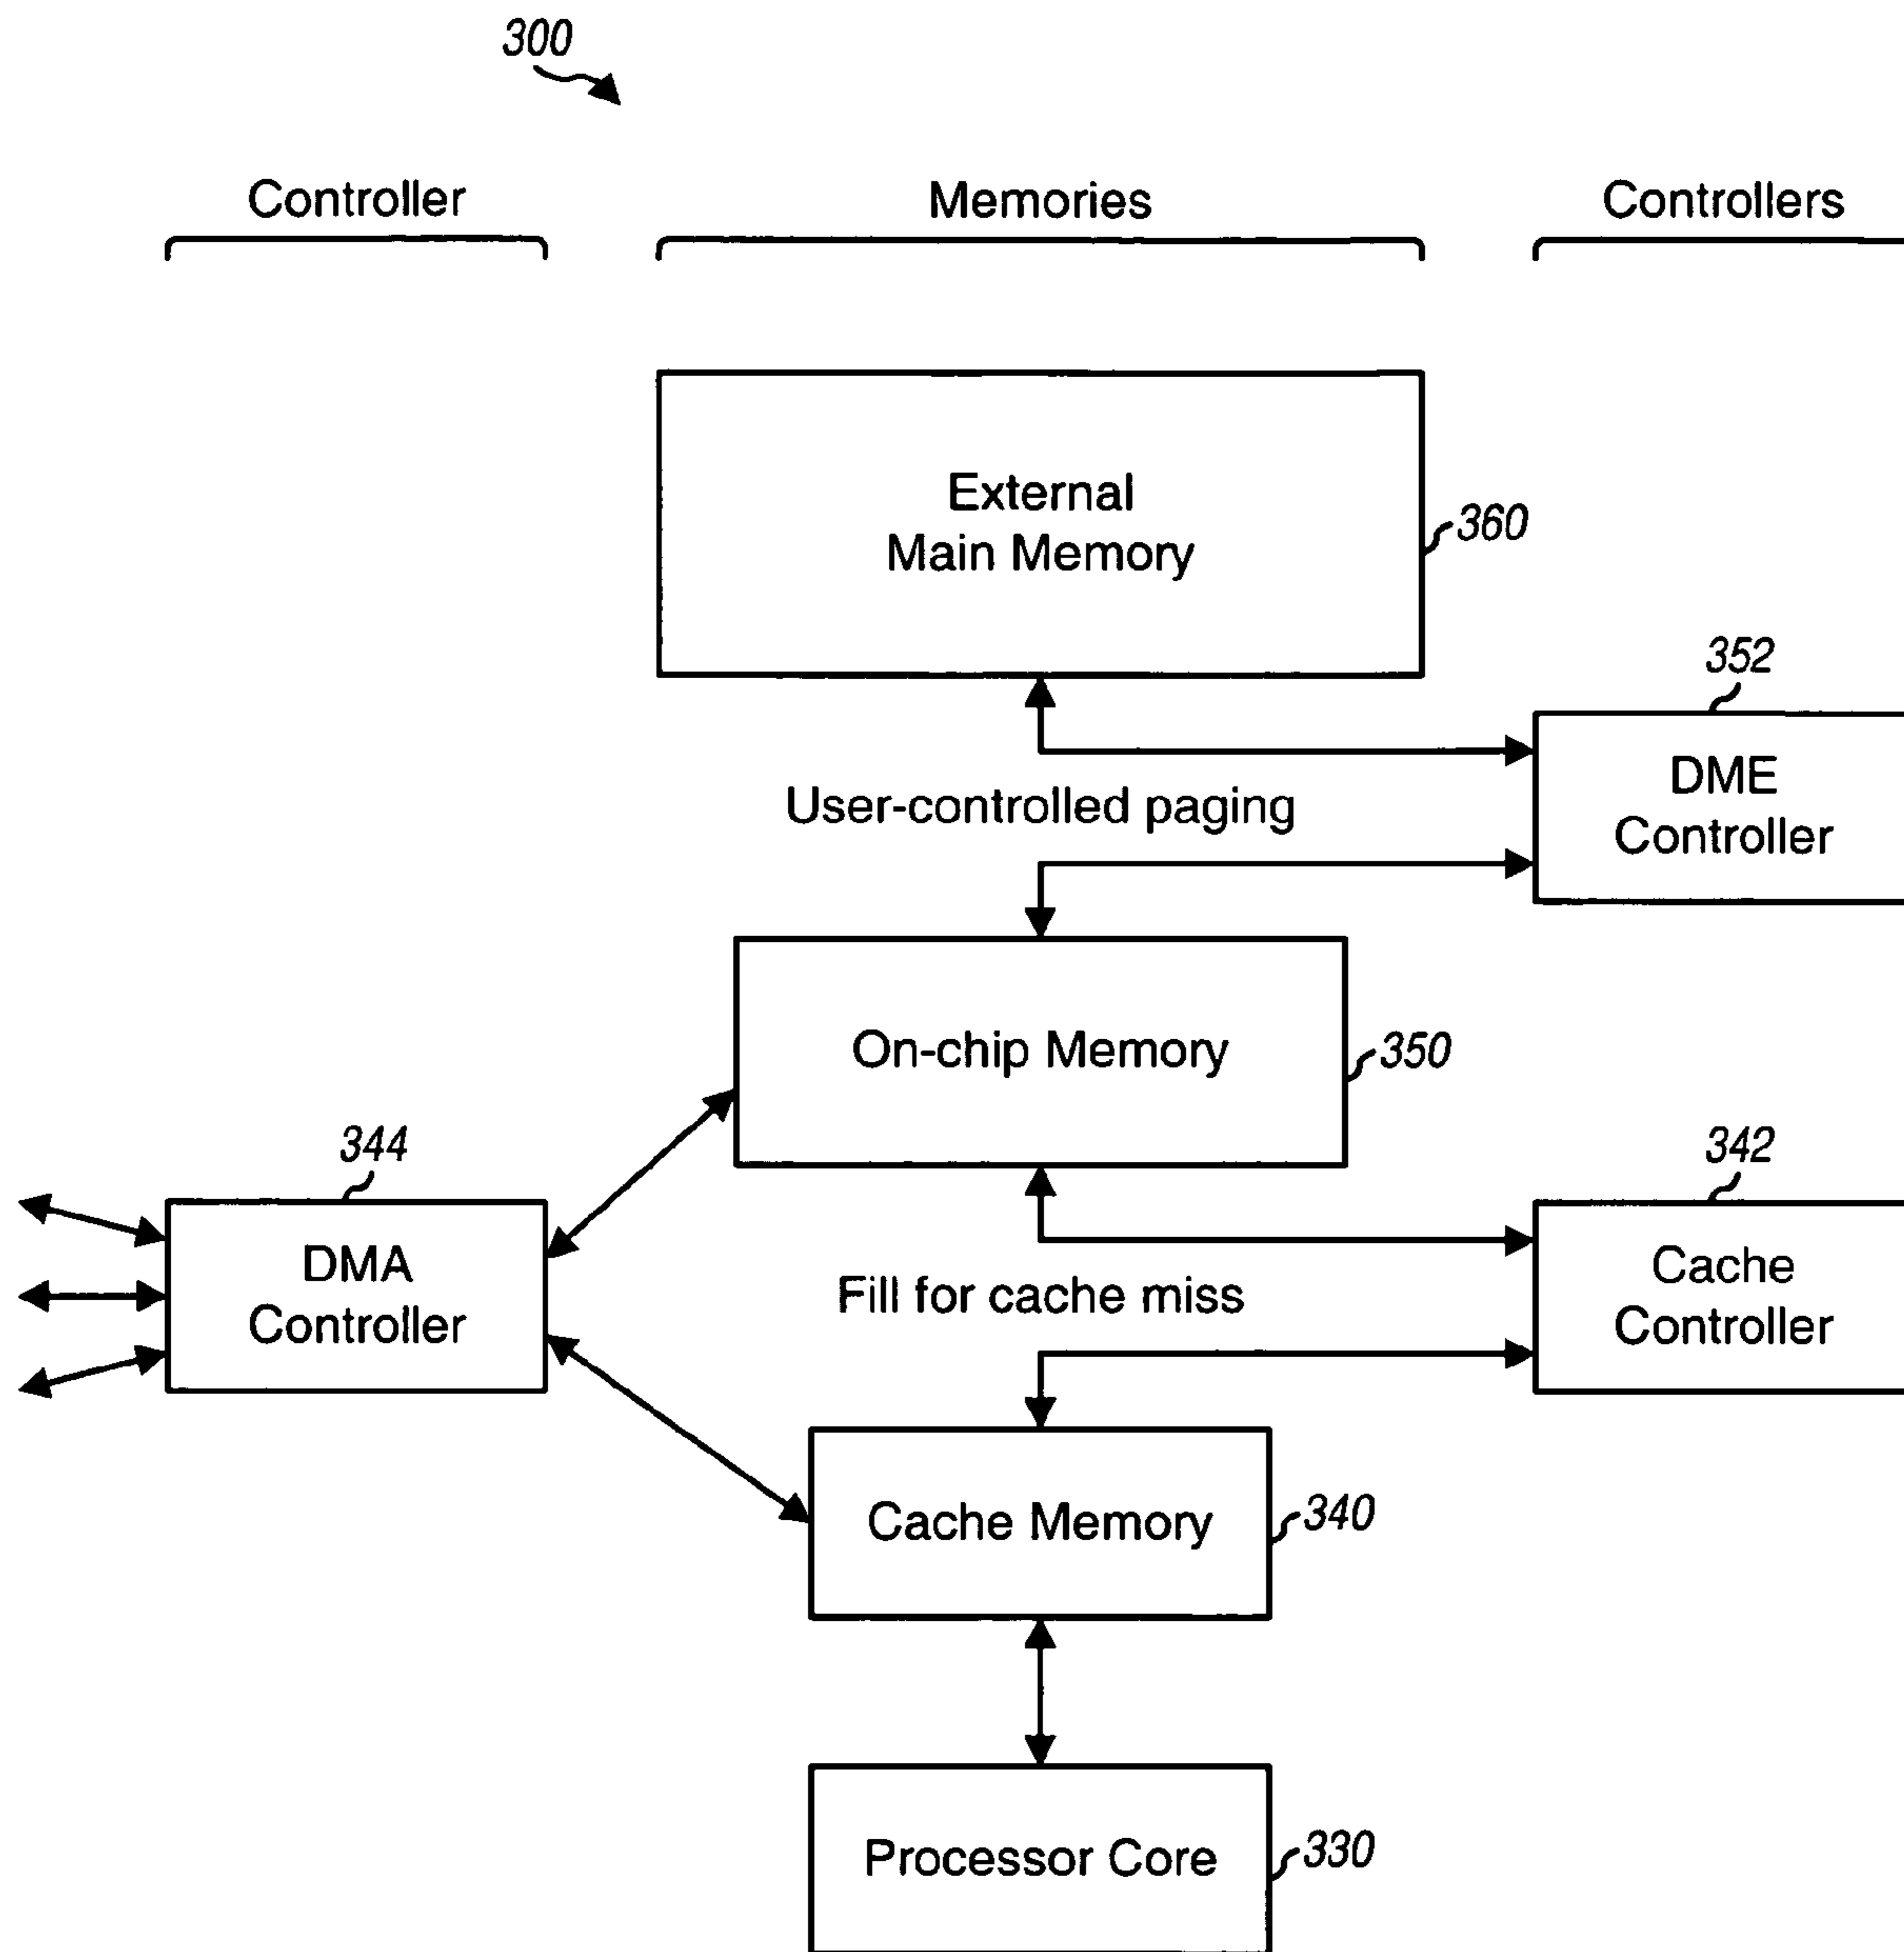 300
Controller
Memories
Controllers
External
Main Memory
360
352
DME
Controller
User-controlled paging
On-chip Memory
350
344
342
DMA
Controller
Fill for cache miss
Cache
Controller
Cache Memory
340
Processor Core
330